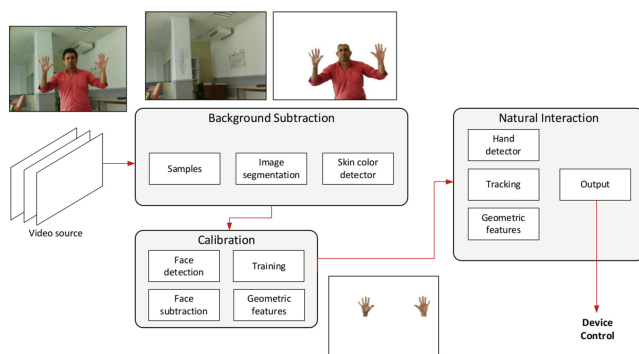 Background Subtraction
Samples
Image
segmentation
Skin color
detector
Video source
Calibration
Face
detection
Training
Face
subtraction
Geometric
features
Natural Interaction
Hand
detector
Tracking
Output
Geometric
features
Device
Control